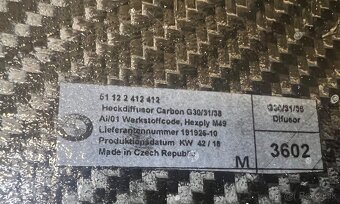 51 12 2 412 412
Heckdiffusor Carbon G30/31/38
Ai/01 Werkstoffcode, Hexply M49
Lieferantennummer 191926-10
Produktionsdatum KW 42/18
Made in Czech Republic
M
G30/31/38
Difusor
3602